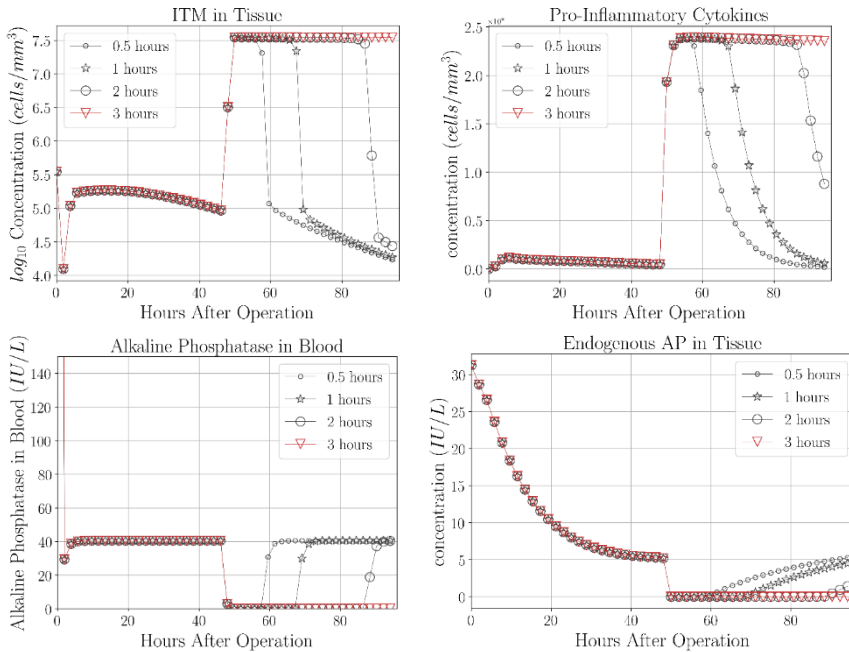 ITM in Tissue
log10 Concentration (cells/mm³)
7.5
7.0
6.5
6.0
5.5
5.0
4.5
4.0
0.5 hours
1 hours
2 hours
3 hours
0
20
40
60
80
Hours After Operation
Pro-Inflammatory Cytokines
concentration (cells/mm³)
2.5
2.0
1.5
1.0
0.5
0.0
0.5 hours
1 hours
2 hours
3 hours
0
20
40
60
80
Hours After Operation
Alkaline Phosphatase in Blood
Alkaline Phosphatase in Blood (IU/L)
140
120
100
80
60
40
20
0
0.5 hours
1 hours
2 hours
3 hours
0
20
40
60
80
Hours After Operation
Endogenous AP in Tissue
concentration (IU/L)
30
25
20
15
10
5
0
0.5 hours
1 hours
2 hours
3 hours
0
20
40
60
80
Hours After Operation